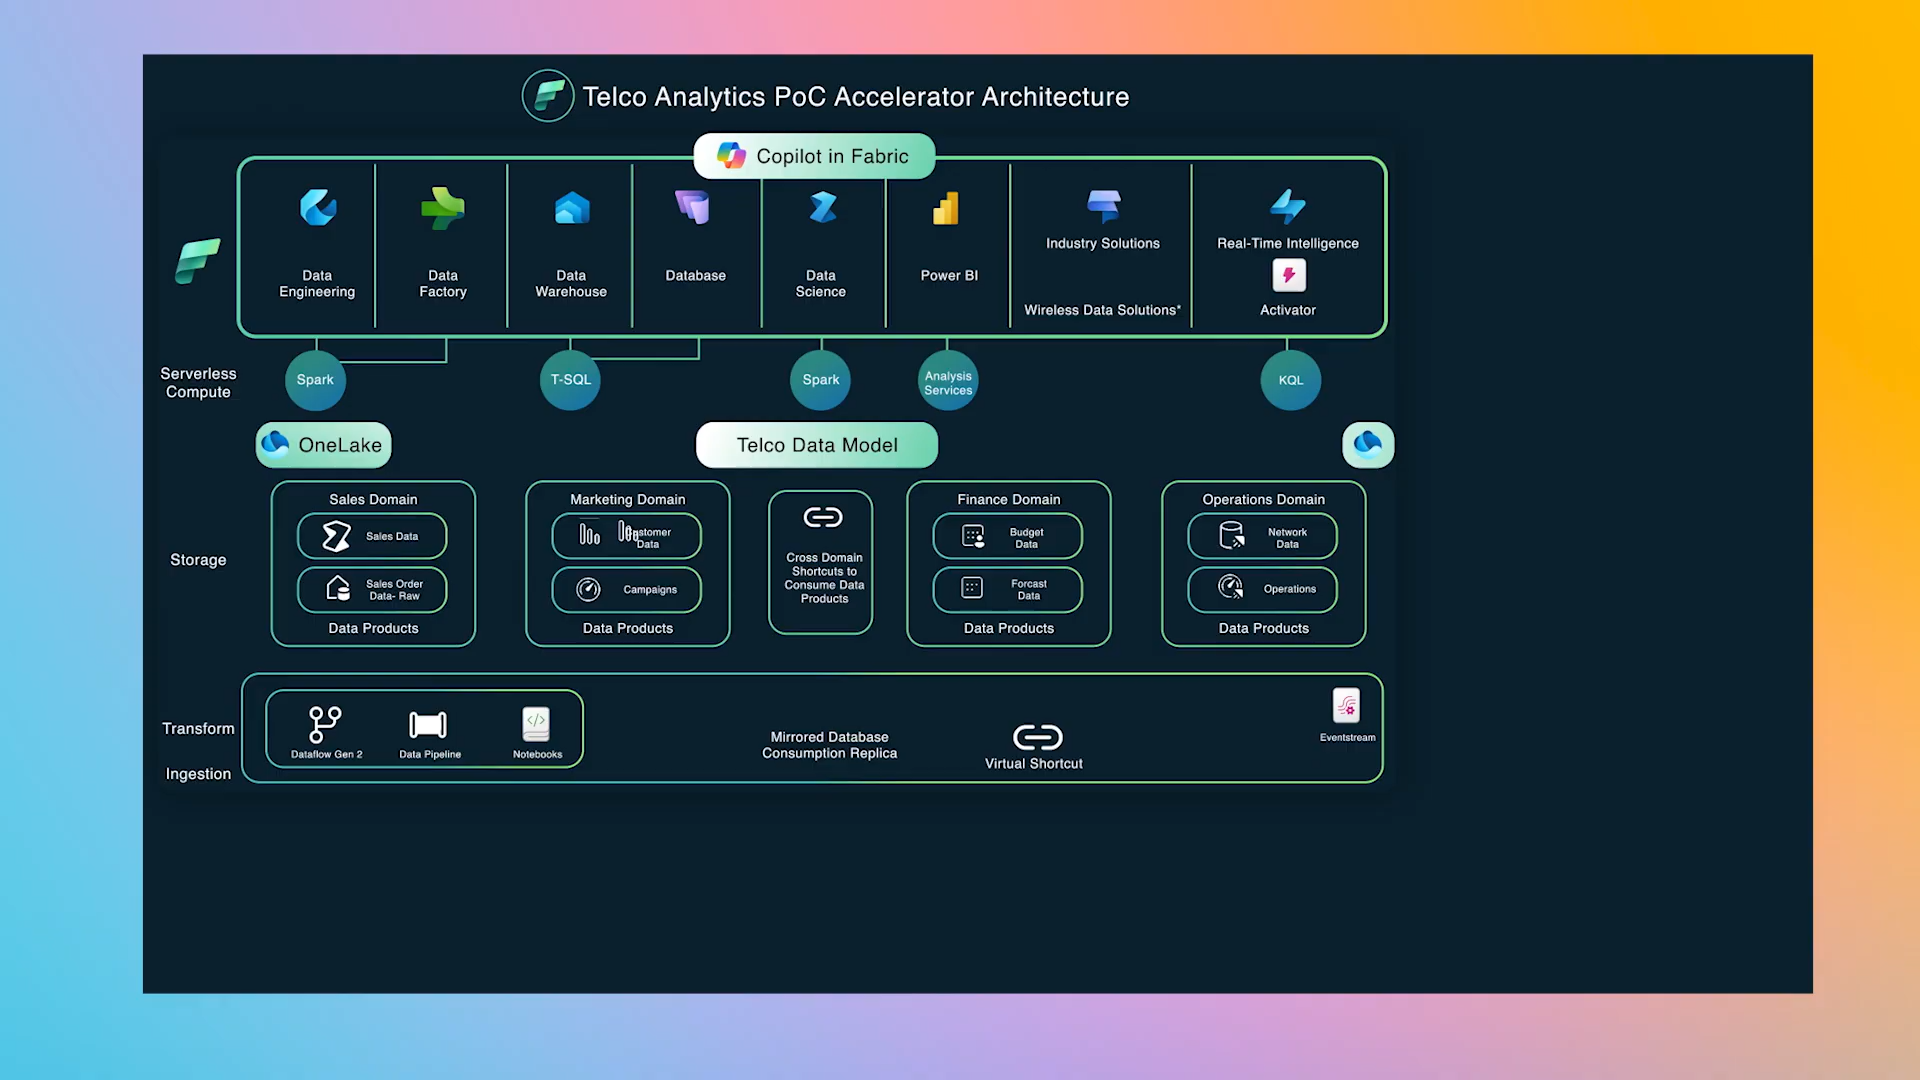 Telco Analytics PoC Accelerator Architecture
Copilot in Fabric
Data
Engineering
Data
Factory
Data
Warehouse
Database
Data
Science
Power BI
Industry Solutions
Wireless Data Solutions*
Real-Time Intelligence
Activator
Serverless
Compute
Spark
T-SQL
Spark
Analysis
Services
KQL
OneLake
Telco Data Model
Storage
Sales Domain
Sales Data
Sales Order
Data- Raw
Data Products
Marketing Domain
Data
Campaigns
Data Products
Cross Domain
Shortcuts to
Consume Data
Products
Finance Domain
Budget
Data
Forcast
Data
Data Products
Operations Domain
Network
Data
Operations
Data Products
Transform
Ingestion
Dataflow Gen 2
Data Pipeline
Notebooks
Mirrored Database
Consumption Replica
Virtual Shortcut
Eventstream